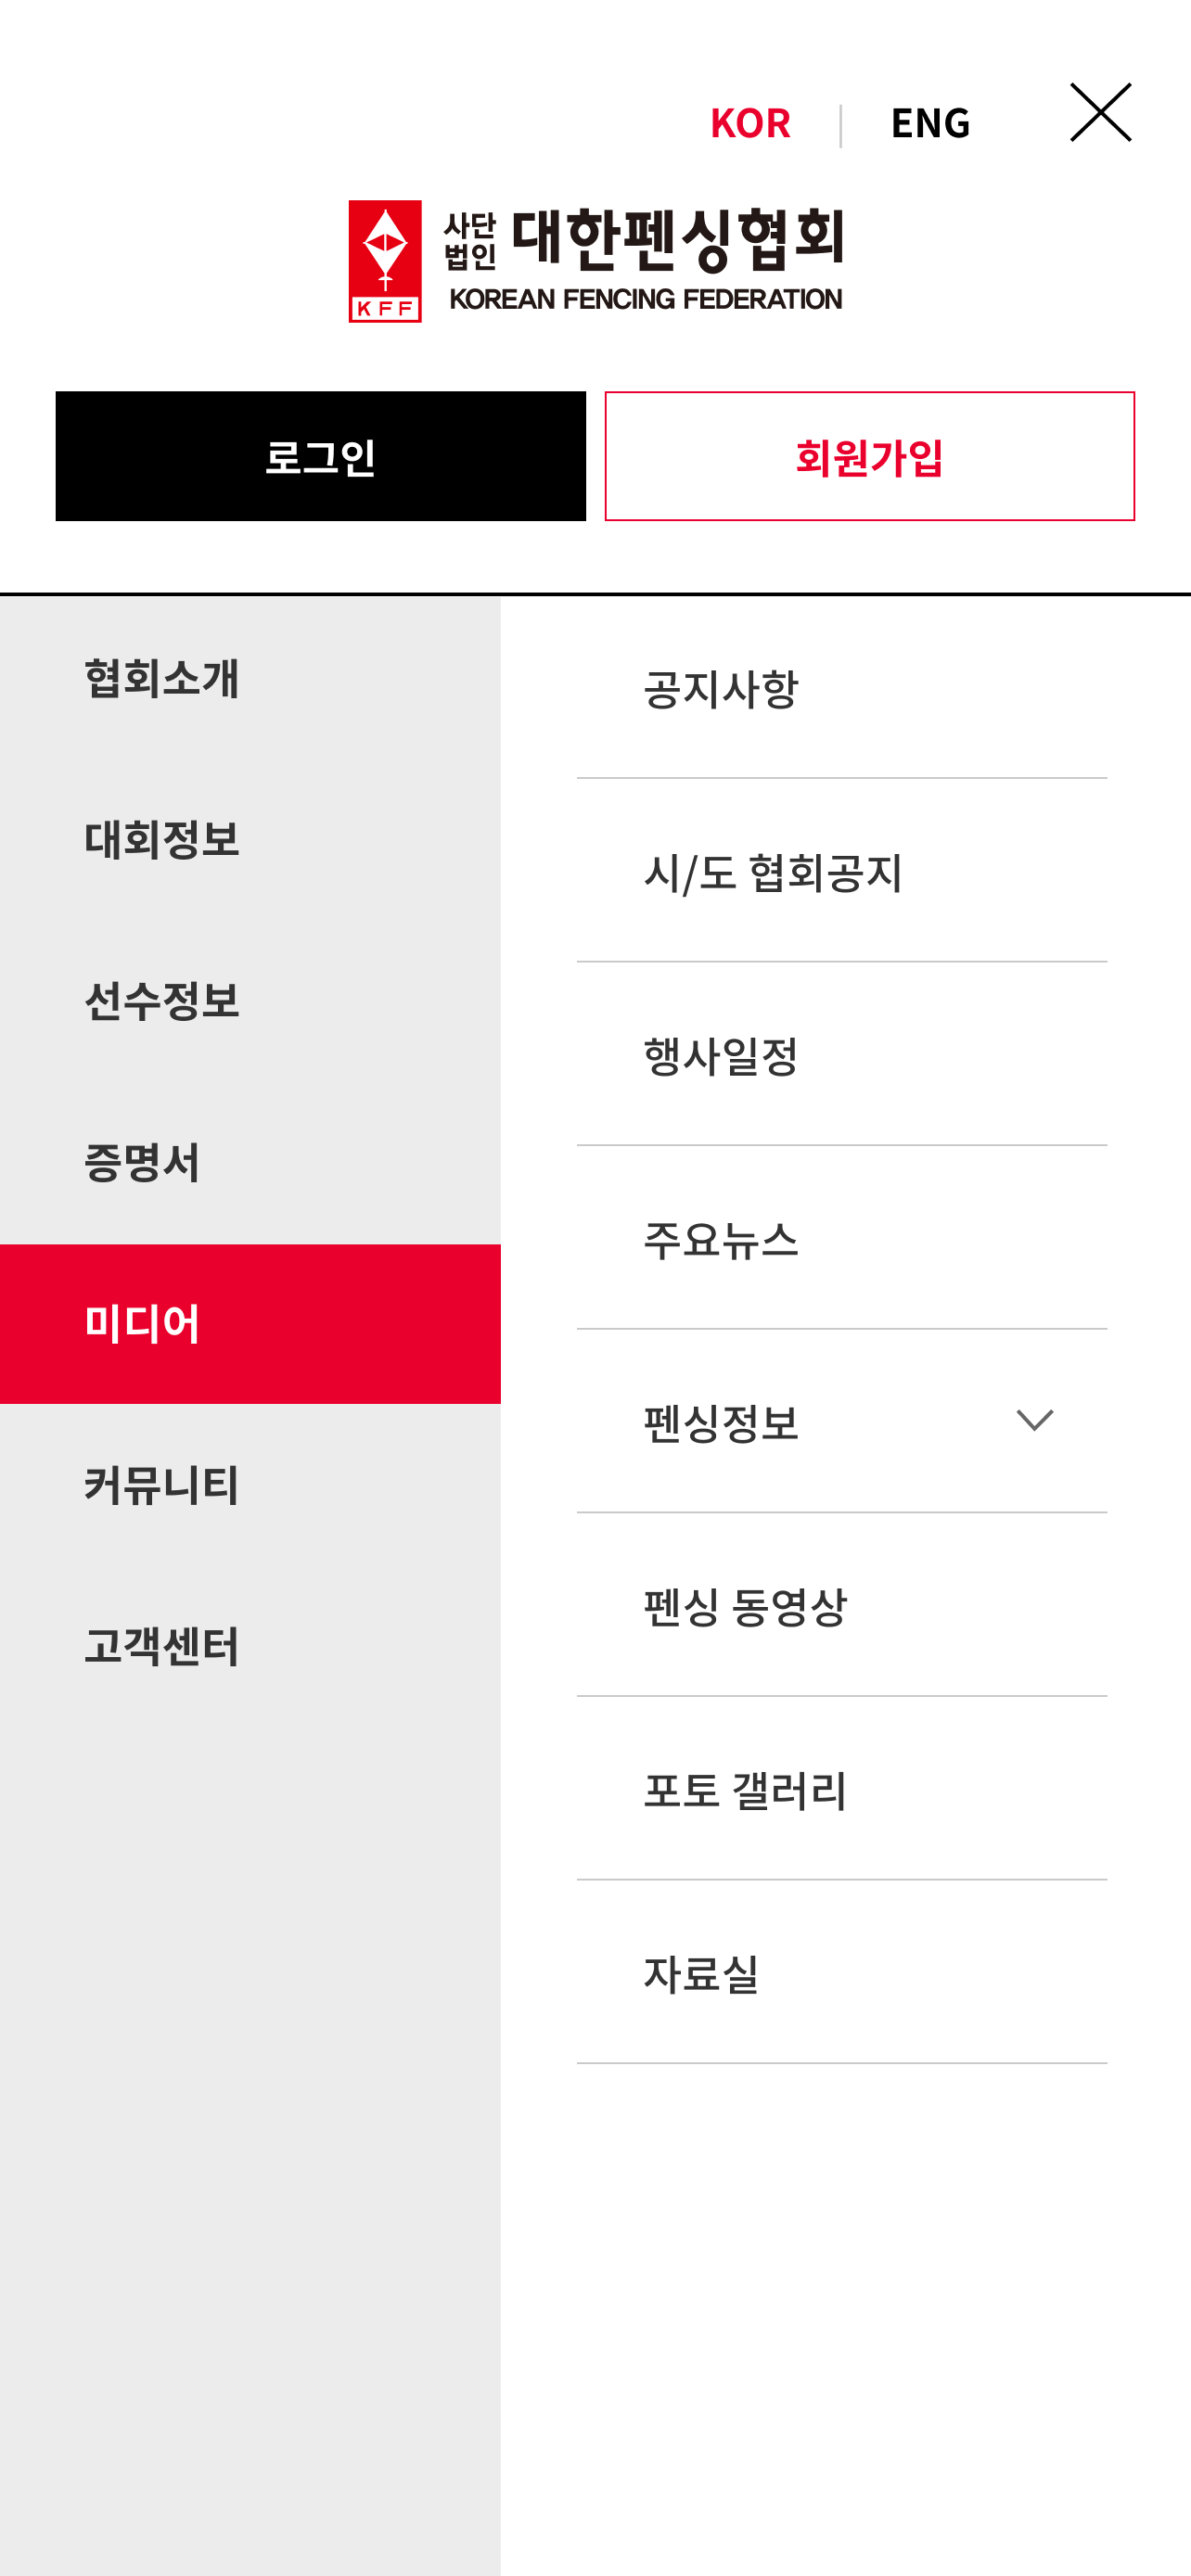 KOR | ENG
사단
법인
대한펜싱협회
KFF
KOREAN FENCING FEDERATION
로그인
회원가입
협회소개
대회정보
선수정보
증명서
미디어
커뮤니티
고객센터
공지사항
시/도 협회공지
행사일정
주요뉴스
펜싱정보
펜싱 동영상
포토 갤러리
자료실